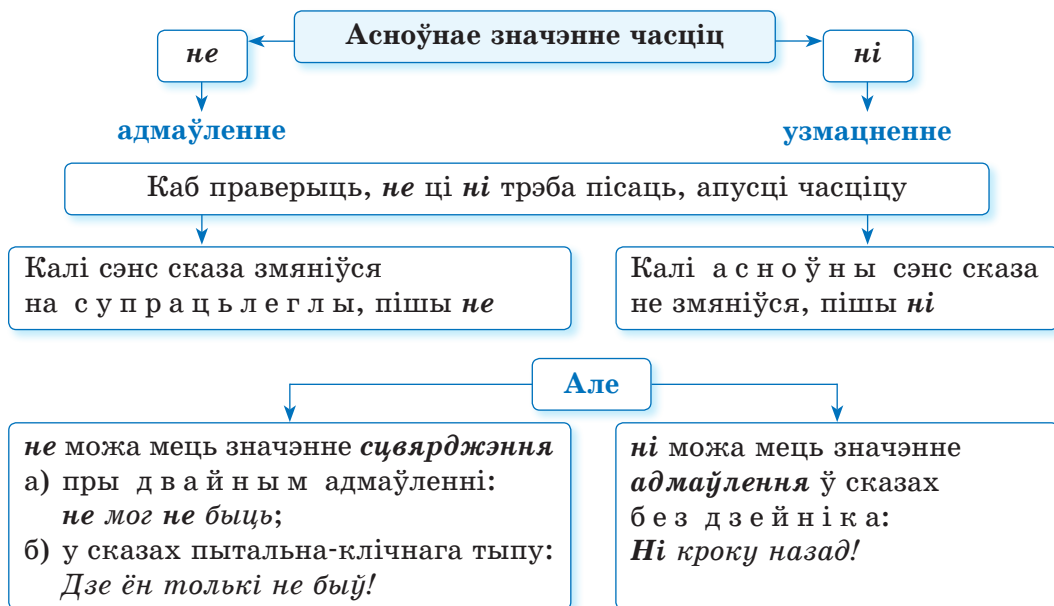 Асноўнае значэнне часціц
не
ні
адмаўленне
узмацненне
Каб праверыць, не ці ні трэба пісаць, апусці часціцу
Калі сэнс сказа змяніўся
на супрацьлеглы, пішы не
Калі асноўны сэнс сказа
не змяніўся, пішы ні
Але
не можа мець значэнне сцвярджэння
а) пры двайным адмаўленні:
не мог не быць;
б) у сказах пытальна-клічнага тыпу:
Дзе ён толькі не быў!
ні можа мець значэнне
адмаўлення ў сказах
без дзейніка:
Ні кроку назад!